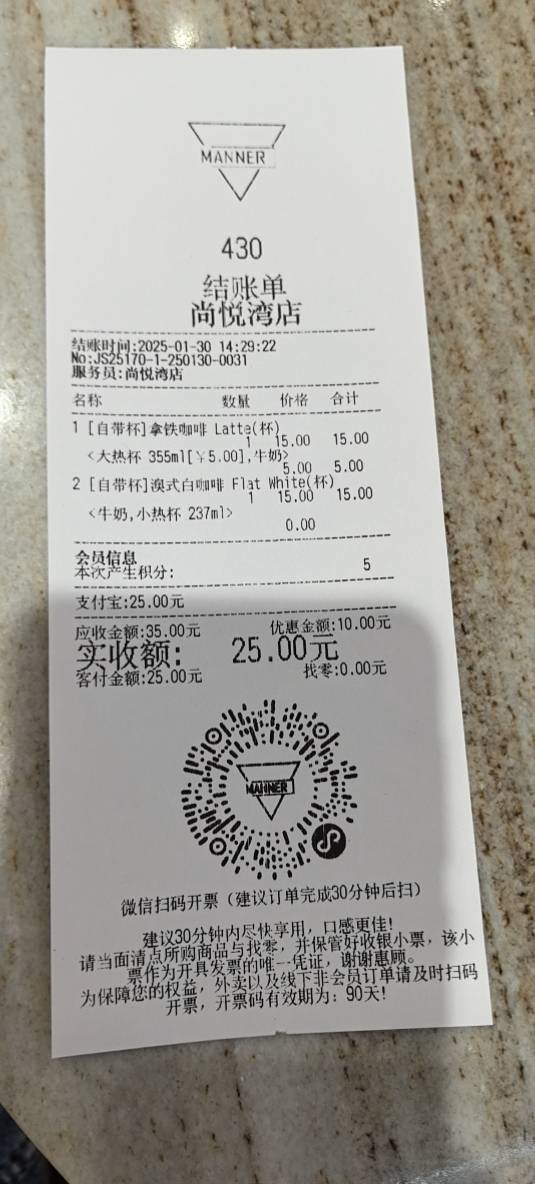 MANNER
430
结账单
尚悦湾店
结账时间:2025-01-30 14:29:22
No:JS25170-1-250130-0031
服务员:尚悦湾店
名称 数量 价格 合计
1 [自带杯]拿铁咖啡 Latte(杯)
1 15.00 15.00
<大热杯 355ml[￥5.00],牛奶>
5.00 5.00
2 [自带杯]澳式白咖啡 Flat White(杯)
1 15.00 15.00
<牛奶,小热杯 237ml>
0.00
会员信息
本次产生积分: 5
支付宝:25.00元
应收金额:35.00元 优惠金额:10.00元
实收额: 25.00元
客付金额:25.00元 找零:0.00元
MANNER
微信扫码开票（建议订单完成30分钟后扫）
建议30分钟内尽快享用，口感更佳!
请当面清点所购商品与找零，并保管好收银小票，该小
票作为开具发票的唯一凭证，谢谢惠顾。
为保障您的权益，外卖以及线下非会员订单请及时扫码
开票，开票码有效期为：90天!